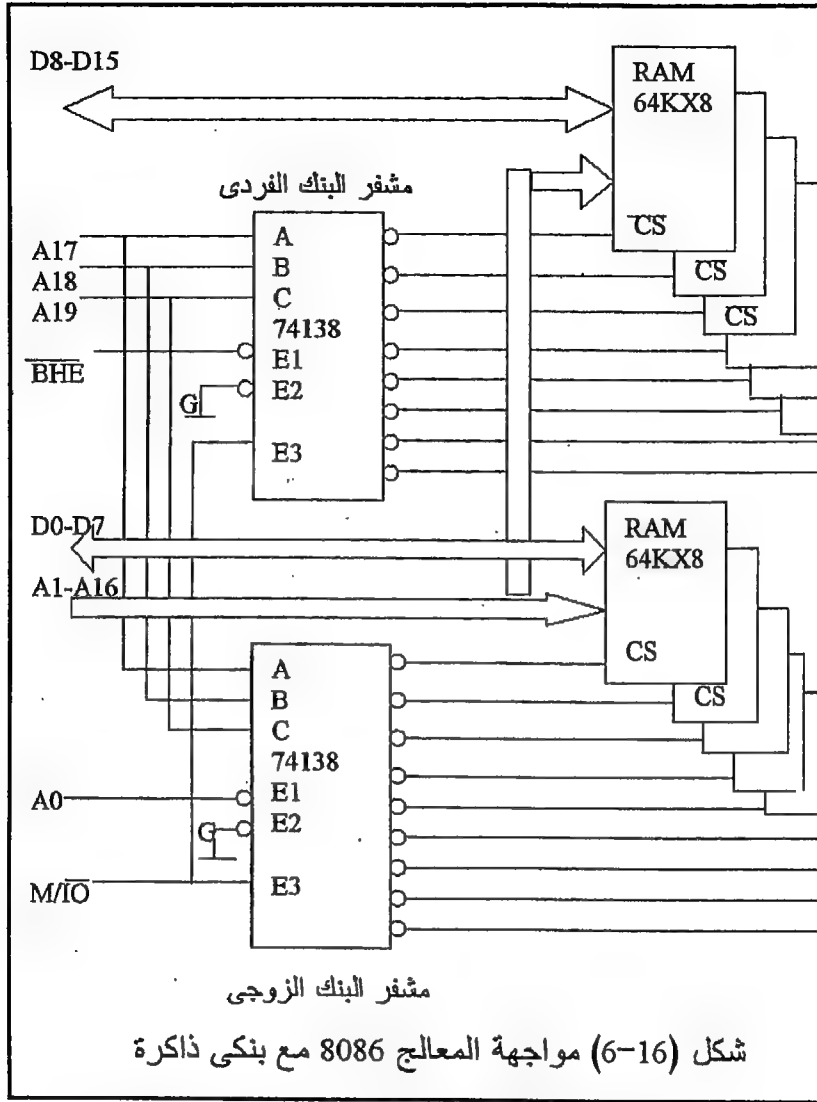 D8-D15
RAM
64KX8
CS
CS
CS
مشفر البنك الفردى
A17
A18
A19
BHE
G
A
B
C
74138
E1
E2
E3
D0-D7
A1-A16
RAM
64KX8
CS
CS
A
B
C
74138
E1
E2
E3
A0
G
M/IO
مشفر البنك الزوجى
شكل (16-6) مواجهة المعالج 8086 مع بنكى ذاكرة